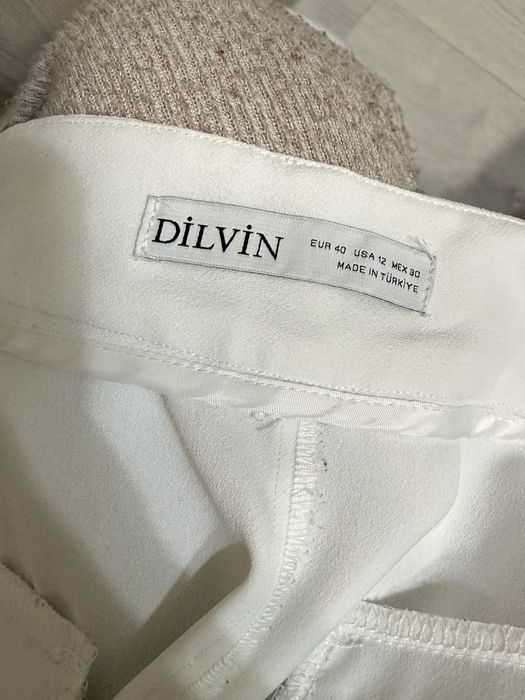 DİLVİN
EUR 40 USA 12 MEX 30
MADE IN TÜRKİYE